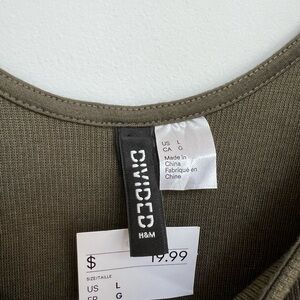 DIVIDED
H&M
US L
CA G
Made in
China
Fabriqué en
Chine
$ 19.99
SIZE/TAILLE
US L
FR G